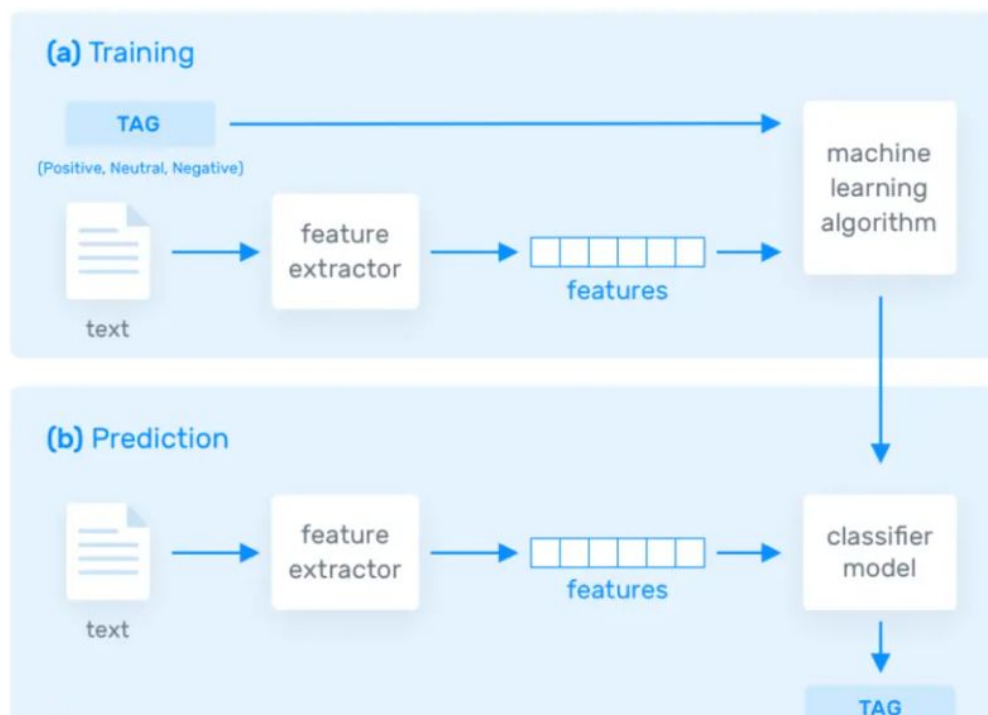 (a) Training
TAG
(Positive, Neutral, Negative)
machine
learning
algorithm
feature
extractor
features
text
(b) Prediction
feature
extractor
features
classifier
model
text
TAG